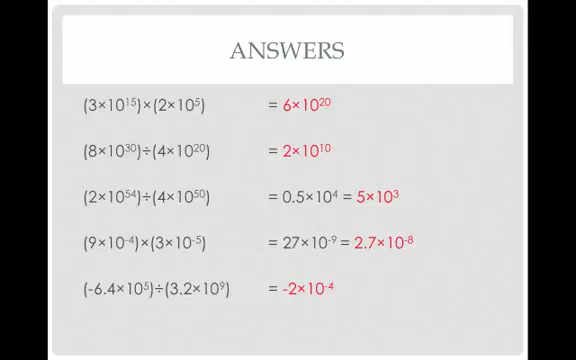 ANSWERS
(3×10¹⁵)×(2×10⁵) = 6×10²⁰
(8×10³⁰)÷(4×10²⁰) = 2×10¹⁰
(2×10⁵⁴)÷(4×10⁵⁰) = 0.5×10⁴ = 5×10³
(9×10⁻⁴)×(3×10⁻⁵) = 27×10⁻⁹ = 2.7×10⁻⁸
(-6.4×10⁵)÷(3.2×10⁹) = -2×10⁻⁴